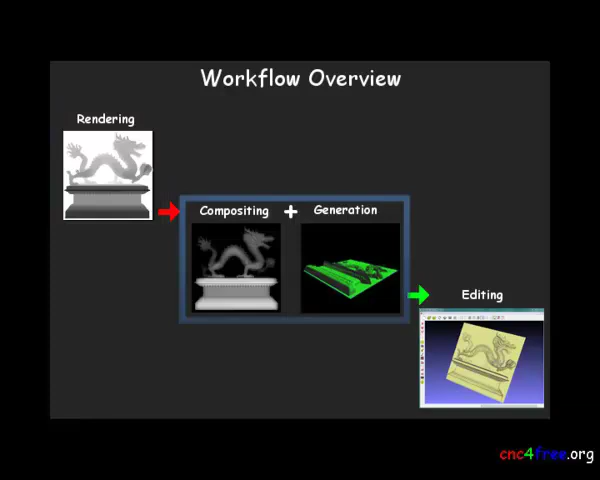 Workflow Overview
Rendering
Compositing + Generation
Editing
cnc4free.org